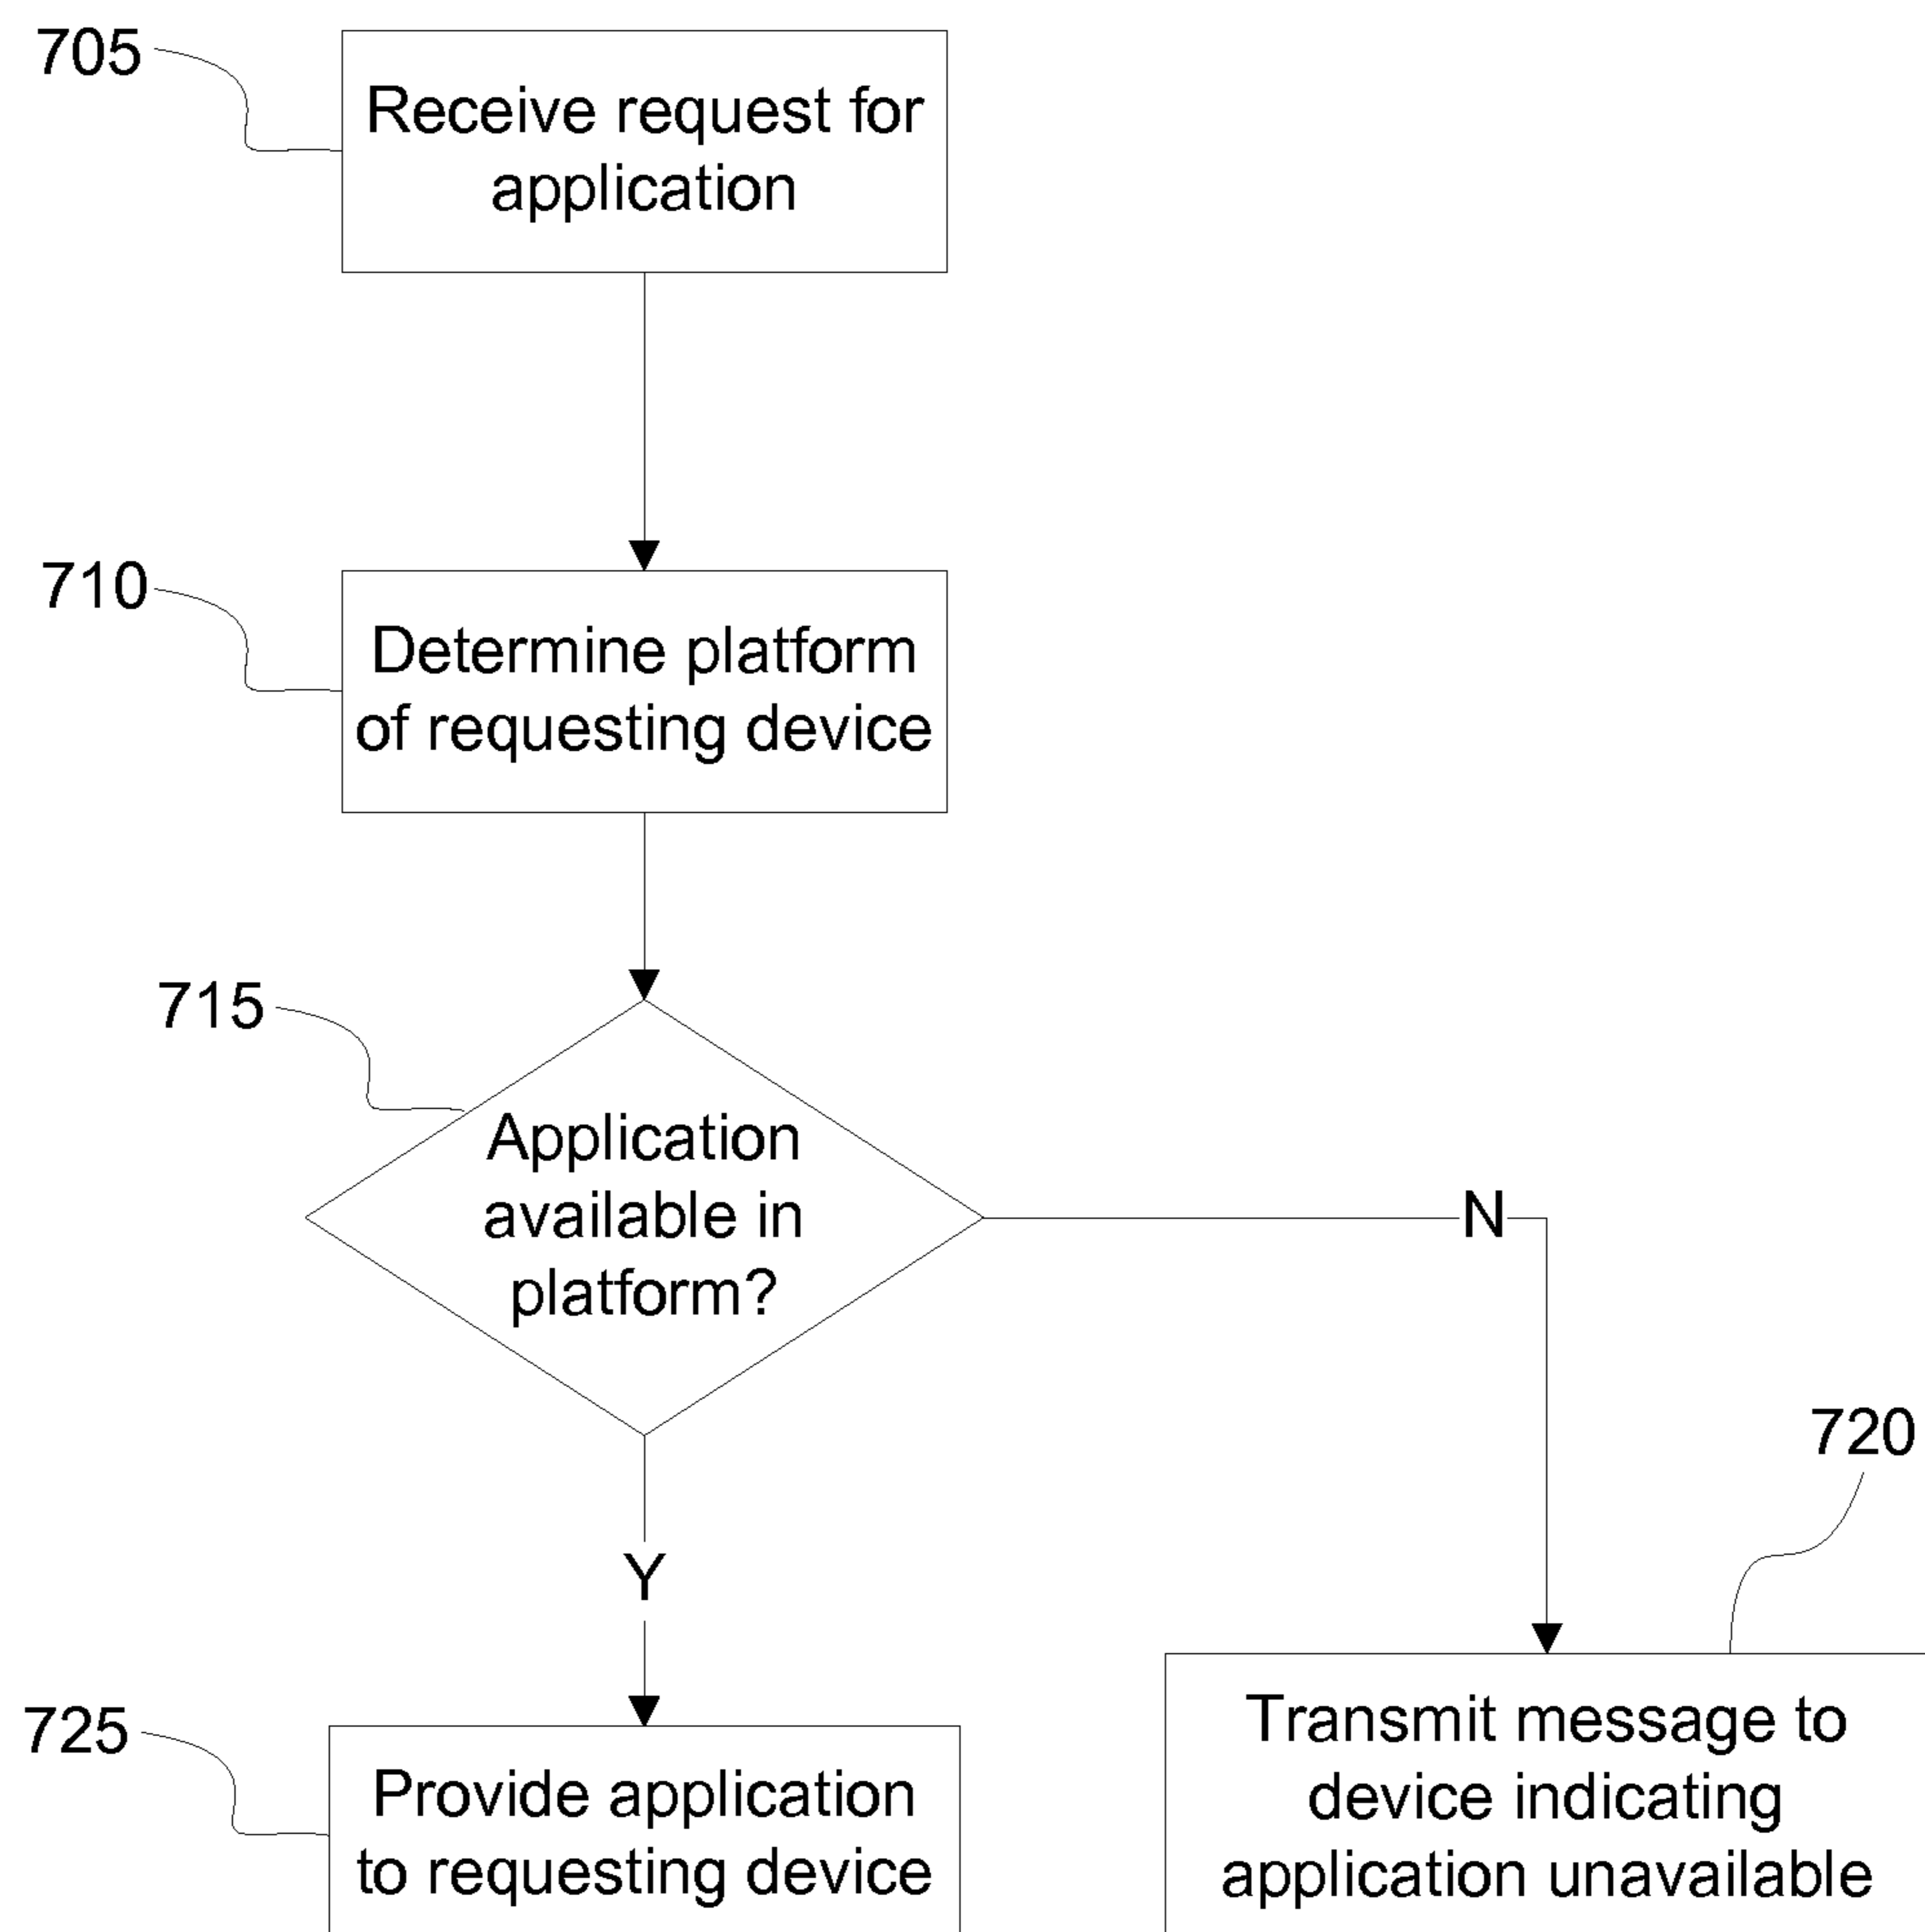 705
Receive request for
application
710
Determine platform
of requesting device
715
Application
available in
platform?
N
720
Y
725
Provide application
to requesting device
Transmit message to
device indicating
application unavailable